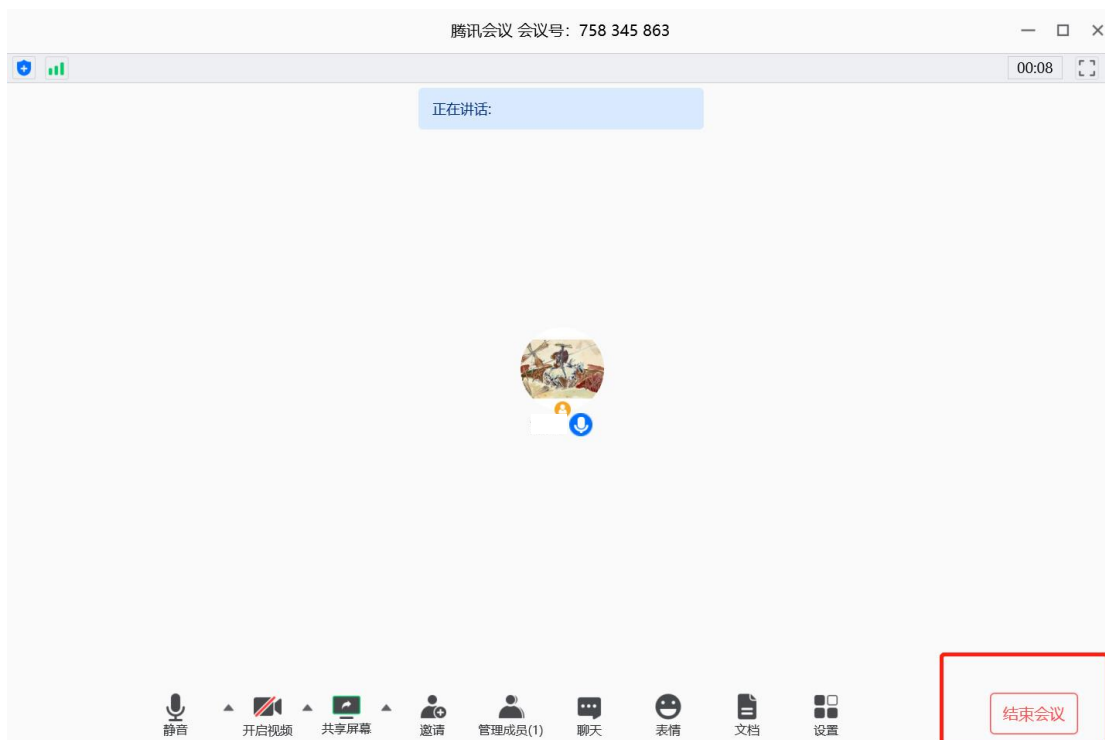 腾讯会议 会议号：758 345 863
00:08
正在讲话:
静音
开启视频
共享屏幕
邀请
管理成员(1)
聊天
表情
文档
设置
结束会议